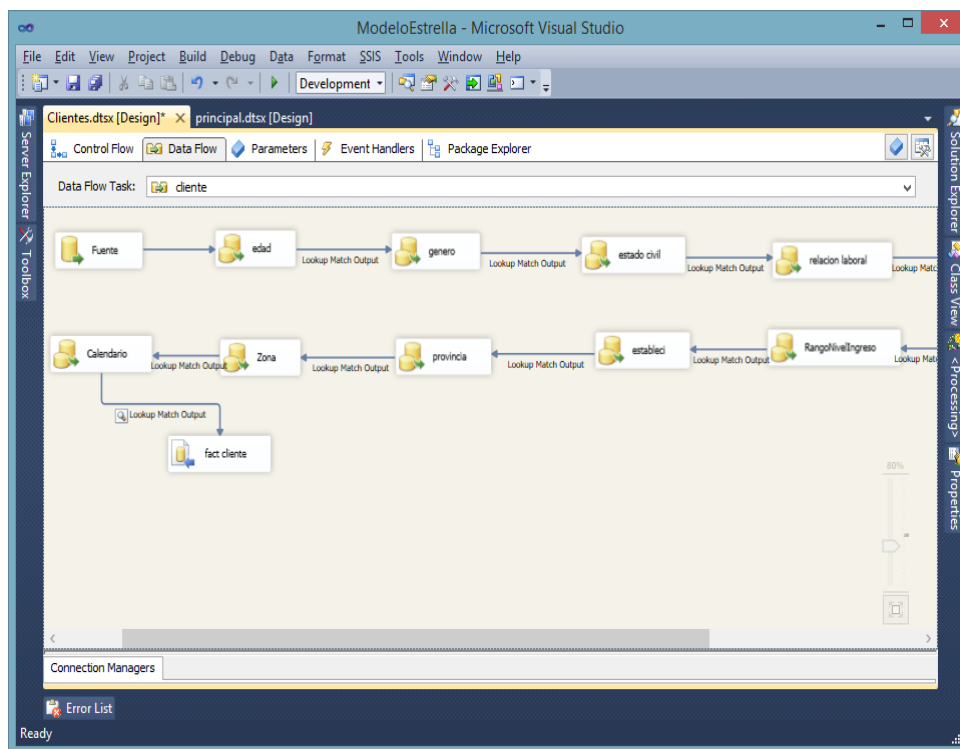 ModeloEstrella - Microsoft Visual Studio
File Edit View Project Build Debug Data Format SSIS Tools Window Help
Development
Clientes.dtsx [Design]* principal.dtsx [Design]
Control Flow Data Flow Parameters Event Handlers Package Explorer
Data Flow Task: cliente
Fuente
edad
Lookup Match Output
genero
Lookup Match Output
estado civil
Lookup Match Output
relacion laboral
Lookup Matc
Calendario
Lookup Match Output
Zona
Lookup Match Output
provincia
Lookup Match Output
estableci
Lookup Match Output
RangoNivelIngreso
Lookup Mat
Lookup Match Output
fact cliente
80%
Connection Managers
Error List
Ready
Server Explorer
Toolbox
Solution Explorer
Class View
<Processing>
Properties